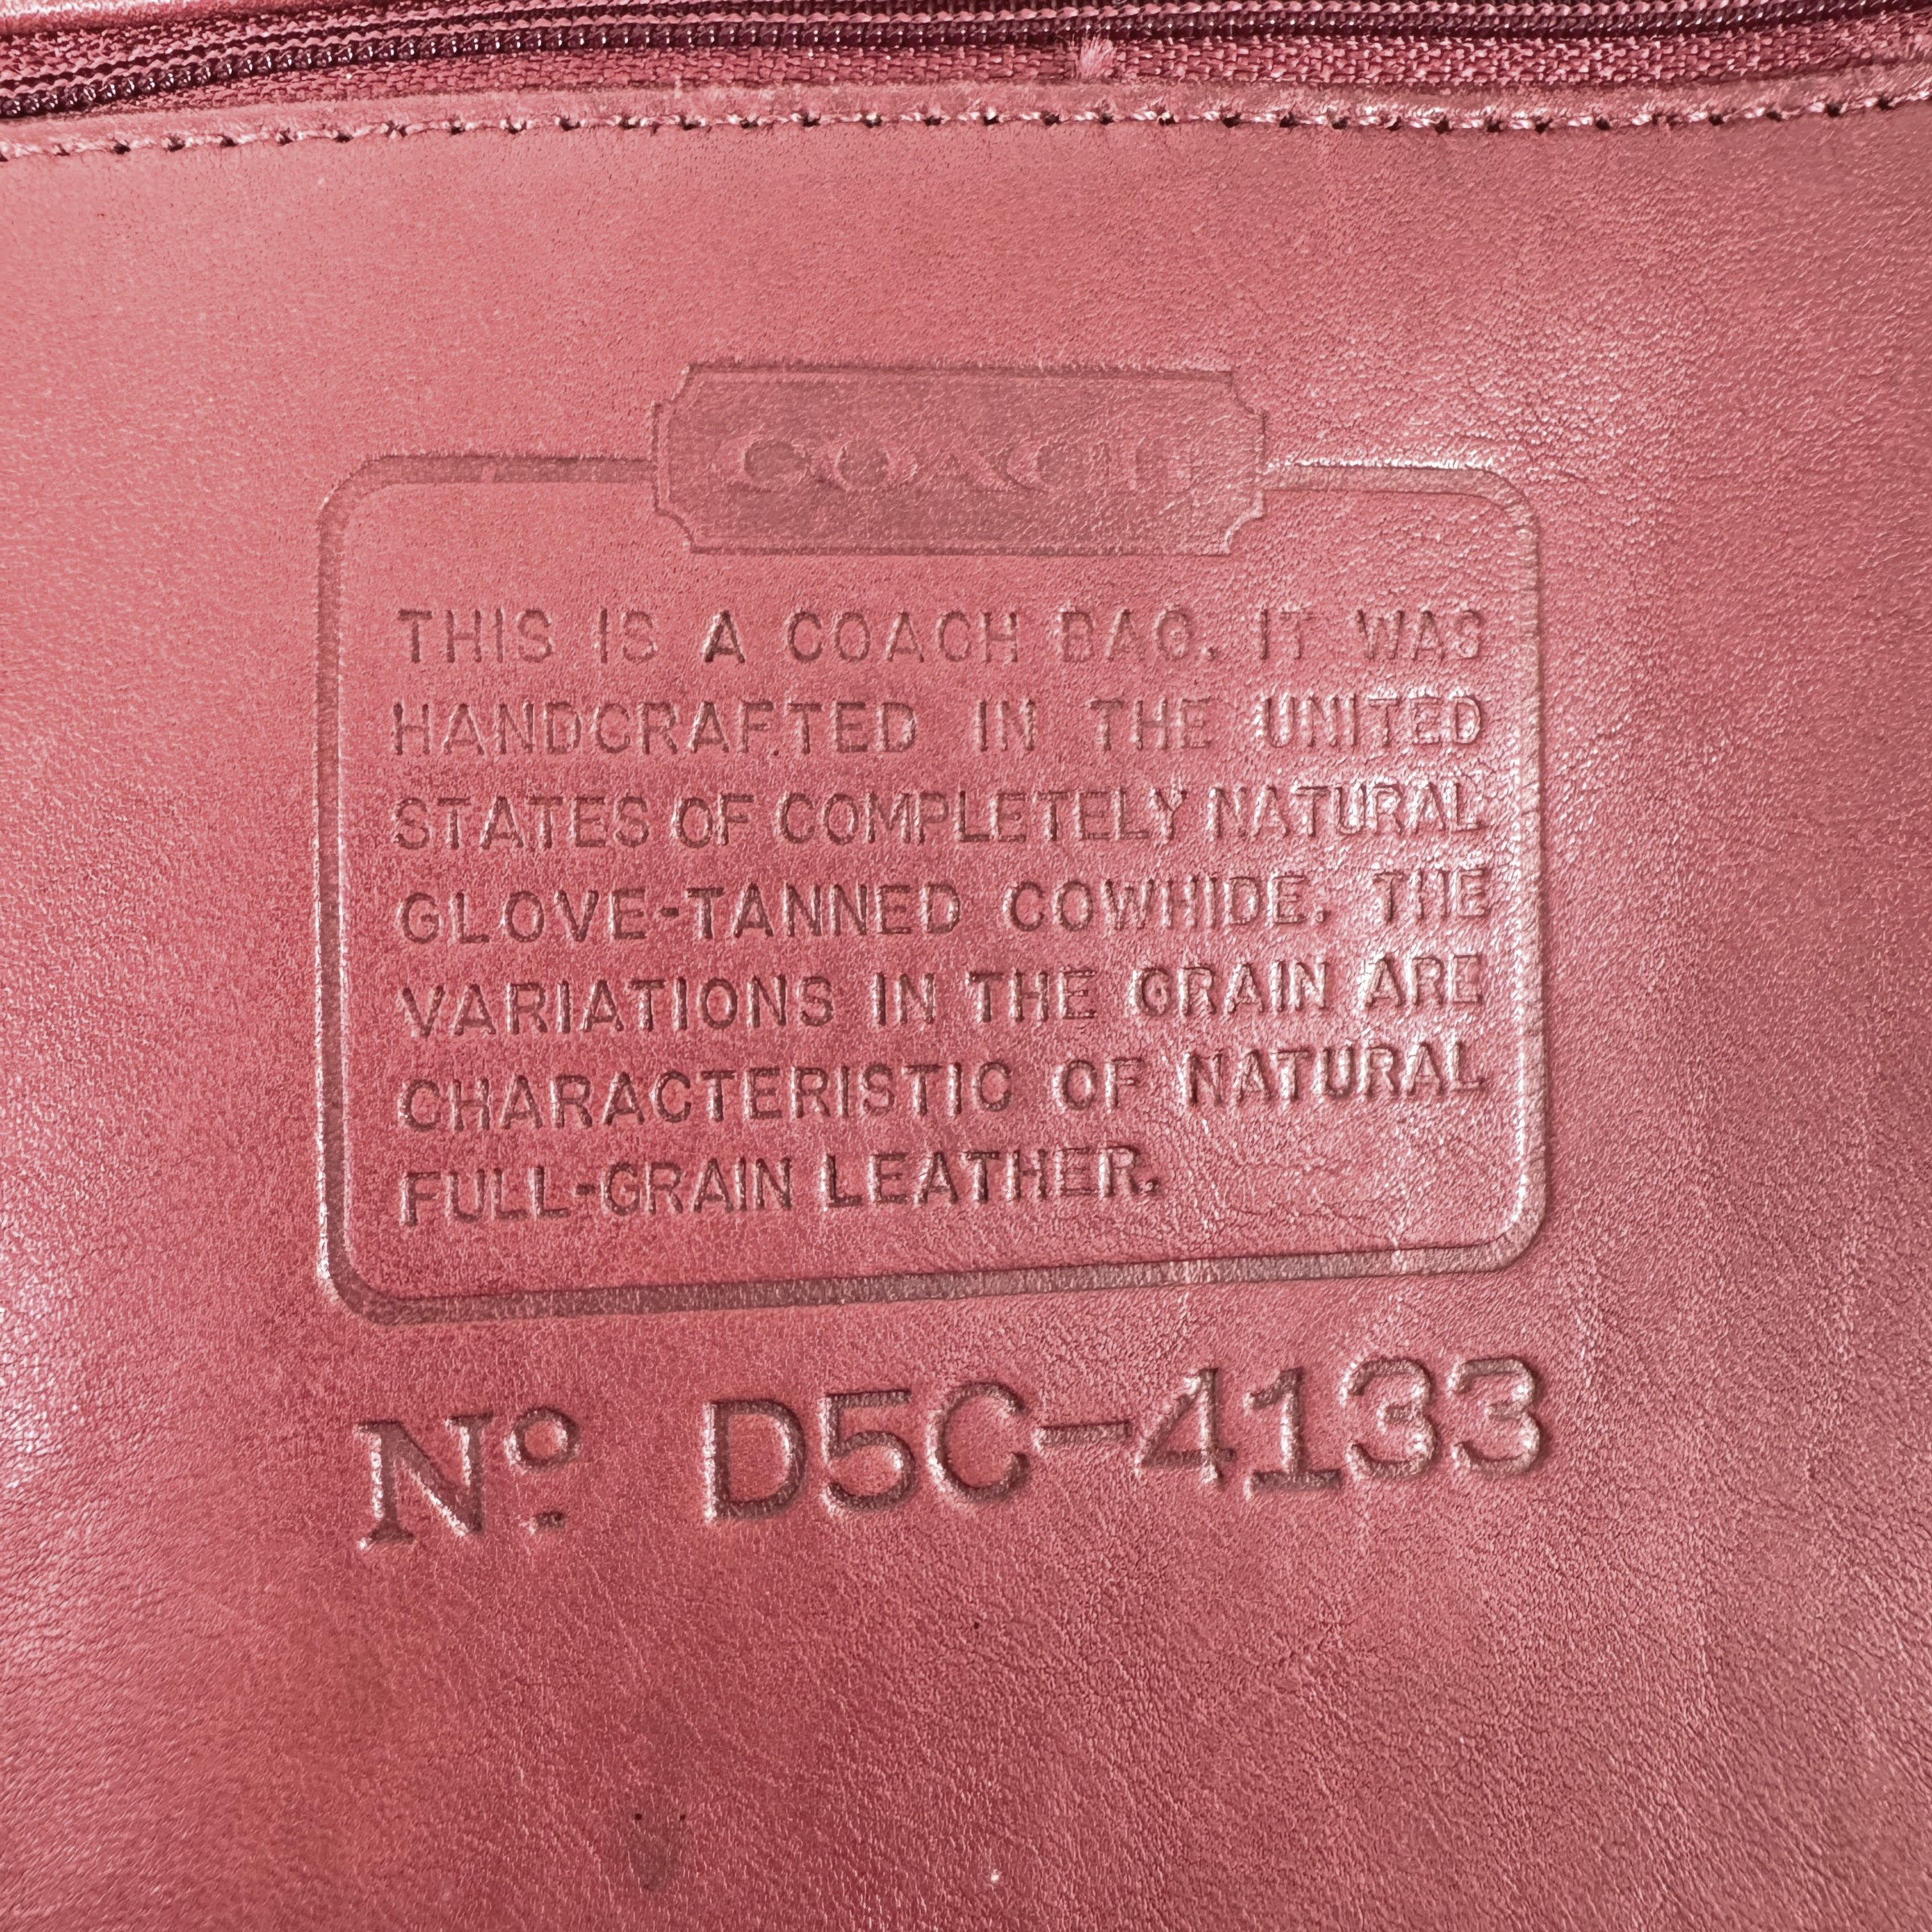 COACH
THIS IS A COACH BAG. IT WAS
HANDCRAFTED IN THE UNITED
STATES OF COMPLETELY NATURAL
GLOVE-TANNED COWHIDE. THE
VARIATIONS IN THE GRAIN ARE
CHARACTERISTIC OF NATURAL
FULL-GRAIN LEATHER.
Nº D5C-4133